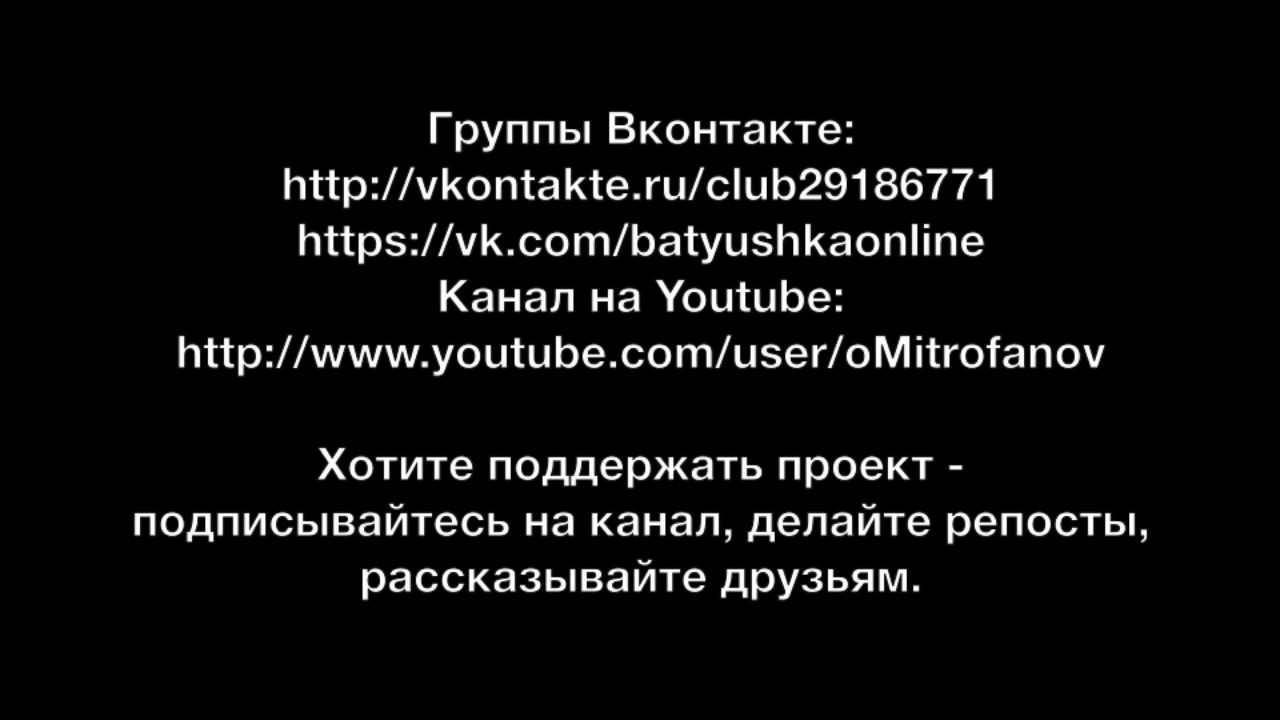 Группы Вконтакте:
http://vkontakte.ru/club29186771
https://vk.com/batyushkaonline
Канал на Youtube:
http://www.youtube.com/user/oMitrofanov
Хотите поддержать проект -
подписывайтесь на канал, делайте репосты,
рассказывайте друзьям.